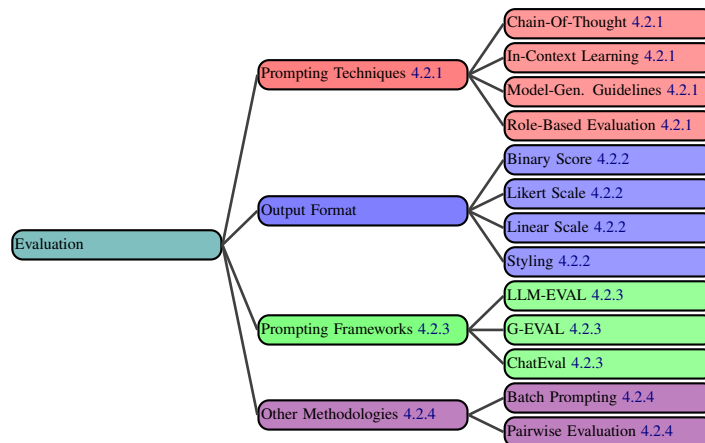 Evaluation
Prompting Techniques 4.2.1
Chain-Of-Thought 4.2.1
In-Context Learning 4.2.1
Model-Gen. Guidelines 4.2.1
Role-Based Evaluation 4.2.1
Output Format
Binary Score 4.2.2
Likert Scale 4.2.2
Linear Scale 4.2.2
Styling 4.2.2
Prompting Frameworks 4.2.3
LLM-EVAL 4.2.3
G-EVAL 4.2.3
ChatEval 4.2.3
Other Methodologies 4.2.4
Batch Prompting 4.2.4
Pairwise Evaluation 4.2.4